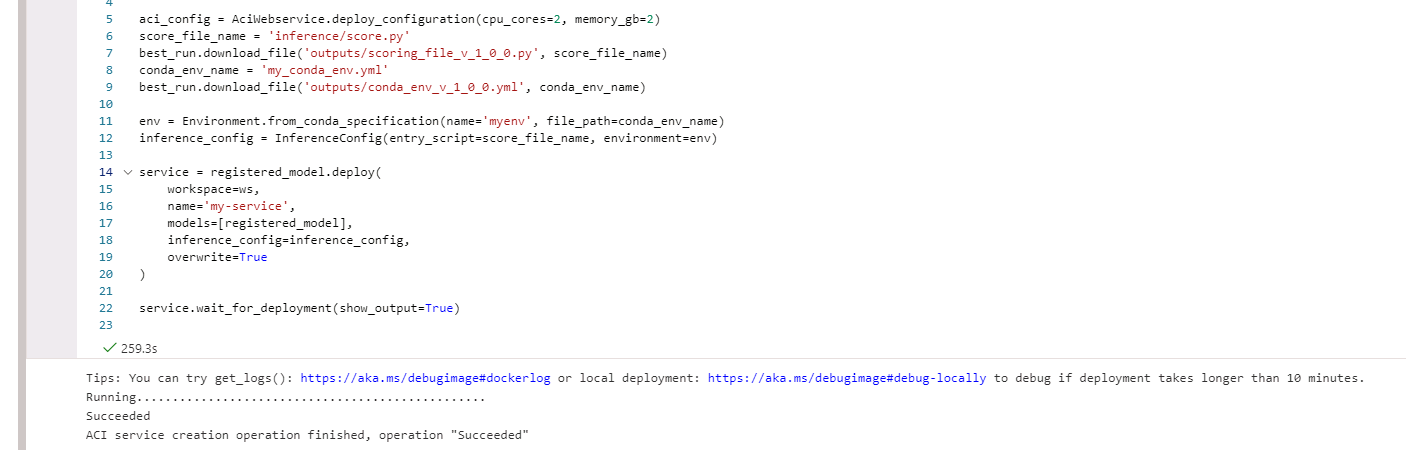 4
5 aci_config = AciWebservice.deploy_configuration(cpu_cores=2, memory_gb=2)
6 score_file_name = 'inference/score.py'
7 best_run.download_file('outputs/scoring_file_v_1_0_0.py', score_file_name)
8 conda_env_name = 'my_conda_env.yml'
9 best_run.download_file('outputs/conda_env_v_1_0_0.yml', conda_env_name)
10
11 env = Environment.from_conda_specification(name='myenv', file_path=conda_env_name)
12 inference_config = InferenceConfig(entry_script=score_file_name, environment=env)
13
14 service = registered_model.deploy(
15     workspace=ws,
16     name='my-service',
17     models=[registered_model],
18     inference_config=inference_config,
19     overwrite=True
20 )
21
22 service.wait_for_deployment(show_output=True)
23
259.3s
Tips: You can try get_logs(): https://aka.ms/debugimage#dockerlog or local deployment: https://aka.ms/debugimage#debug-locally to debug if deployment takes longer than 10 minutes.
Running.................................................
Succeeded
ACI service creation operation finished, operation "Succeeded"